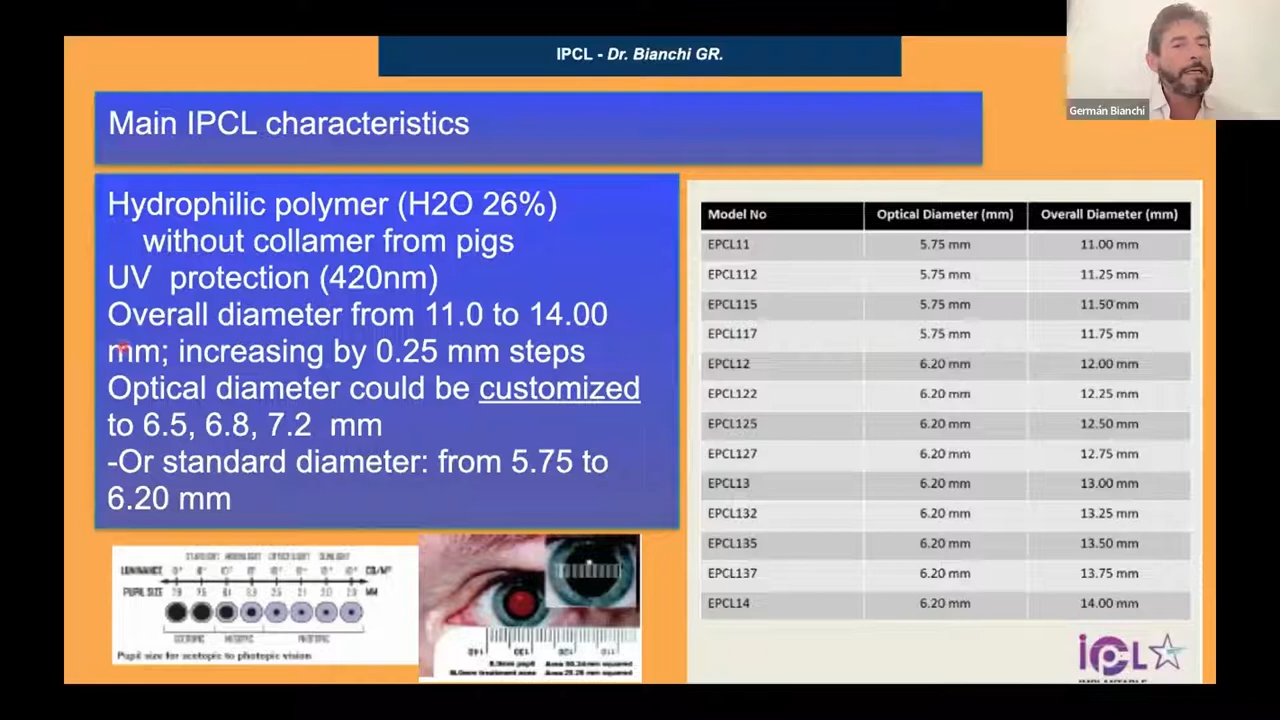 IPCL - Dr. Bianchi GR.
Germán Bianchi
Main IPCL characteristics
Hydrophilic polymer (H2O 26%)
without collamer from pigs
UV protection (420nm)
Overall diameter from 11.0 to 14.00
mm; increasing by 0.25 mm steps
Optical diameter could be customized
to 6.5, 6.8, 7.2 mm
-Or standard diameter: from 5.75 to
6.20 mm
Model No Optical Diameter (mm) Overall Diameter (mm)
EPCL11 5.75 mm 11.00 mm
EPCL112 5.75 mm 11.25 mm
EPCL115 5.75 mm 11.50 mm
EPCL117 5.75 mm 11.75 mm
EPCL12 6.20 mm 12.00 mm
EPCL122 6.20 mm 12.25 mm
EPCL125 6.20 mm 12.50 mm
EPCL127 6.20 mm 12.75 mm
EPCL13 6.20 mm 13.00 mm
EPCL132 6.20 mm 13.25 mm
EPCL135 6.20 mm 13.50 mm
EPCL137 6.20 mm 13.75 mm
EPCL14 6.20 mm 14.00 mm
LUMINANCE
PUPIL SIZE MM
SCOTOPIC MESOPIC PHOTOPIC
Pupil size for scotopic to photopic vision
ipcl